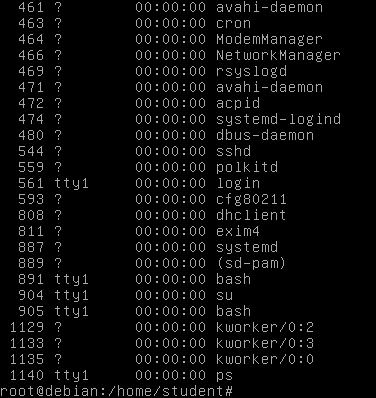 461 ? 00:00:00 avahi-daemon
463 ? 00:00:00 cron
464 ? 00:00:00 ModemManager
466 ? 00:00:00 NetworkManager
469 ? 00:00:00 rsyslogd
471 ? 00:00:00 avahi-daemon
472 ? 00:00:00 acpid
474 ? 00:00:00 systemd-logind
480 ? 00:00:00 dbus-daemon
544 ? 00:00:00 sshd
559 ? 00:00:00 polkitd
561 tty1 00:00:00 login
593 ? 00:00:00 cfg80211
808 ? 00:00:00 dhclient
811 ? 00:00:00 exim4
887 ? 00:00:00 systemd
889 ? 00:00:00 (sd-pam)
891 tty1 00:00:00 bash
904 tty1 00:00:00 su
905 tty1 00:00:00 bash
1129 ? 00:00:00 kworker/0:2
1133 ? 00:00:00 kworker/0:3
1135 ? 00:00:00 kworker/0:0
1140 tty1 00:00:00 ps
root@debian:/home/student#